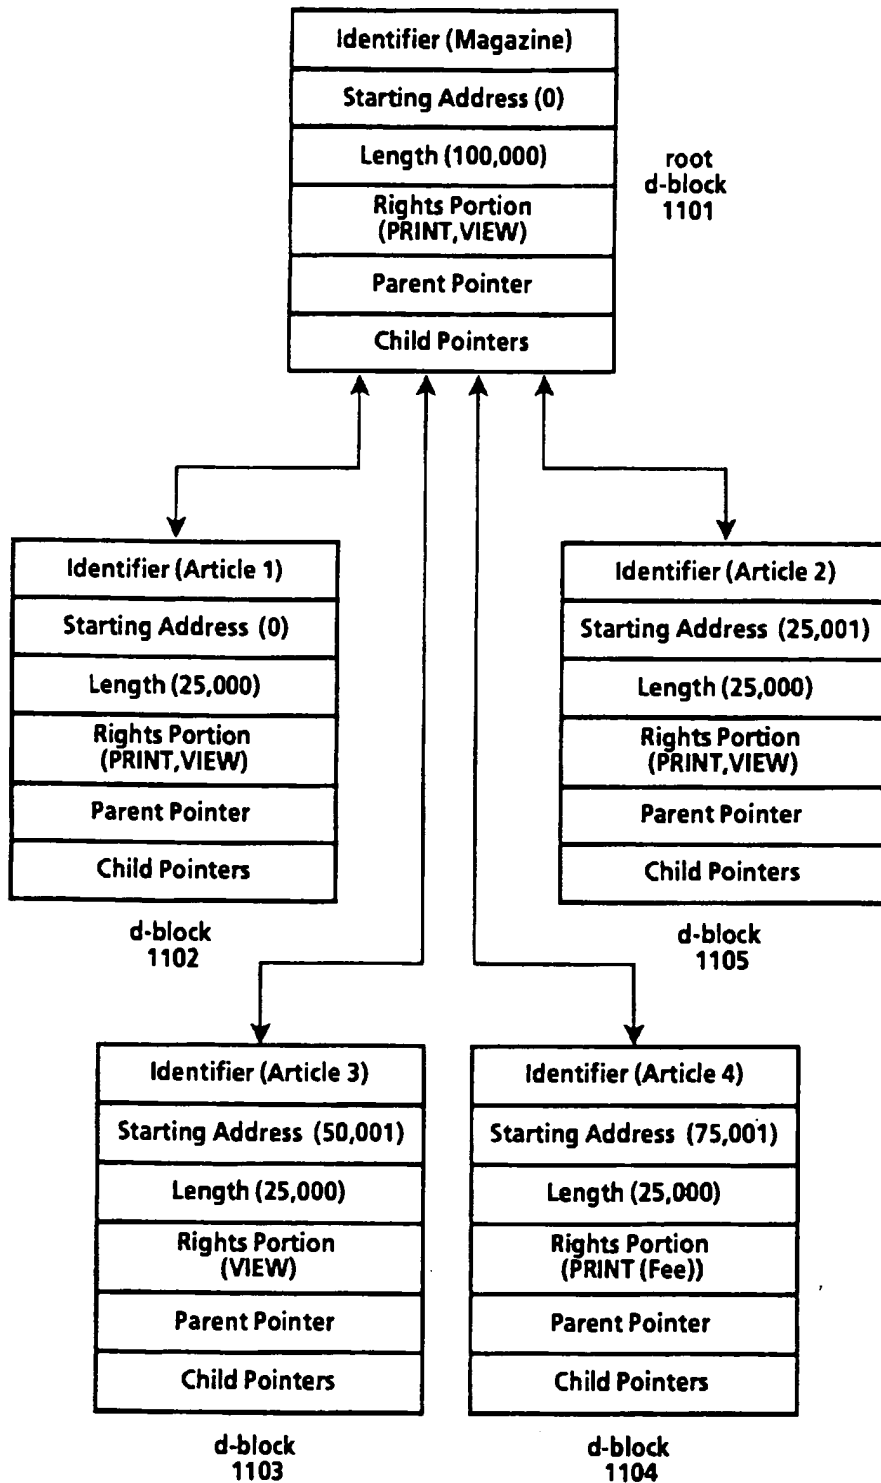 Identifier (Magazine)
Starting Address (0)
Length (100,000)
Rights Portion
(PRINT,VIEW)
Parent Pointer
Child Pointers
root
d-block
1101
Identifier (Article 1)
Starting Address (0)
Length (25,000)
Rights Portion
(PRINT,VIEW)
Parent Pointer
Child Pointers
d-block
1102
Identifier (Article 2)
Starting Address (25,001)
Length (25,000)
Rights Portion
(PRINT,VIEW)
Parent Pointer
Child Pointers
d-block
1105
Identifier (Article 3)
Starting Address (50,001)
Length (25,000)
Rights Portion
(VIEW)
Parent Pointer
Child Pointers
d-block
1103
Identifier (Article 4)
Starting Address (75,001)
Length (25,000)
Rights Portion
(PRINT (Fee))
Parent Pointer
Child Pointers
d-block
1104